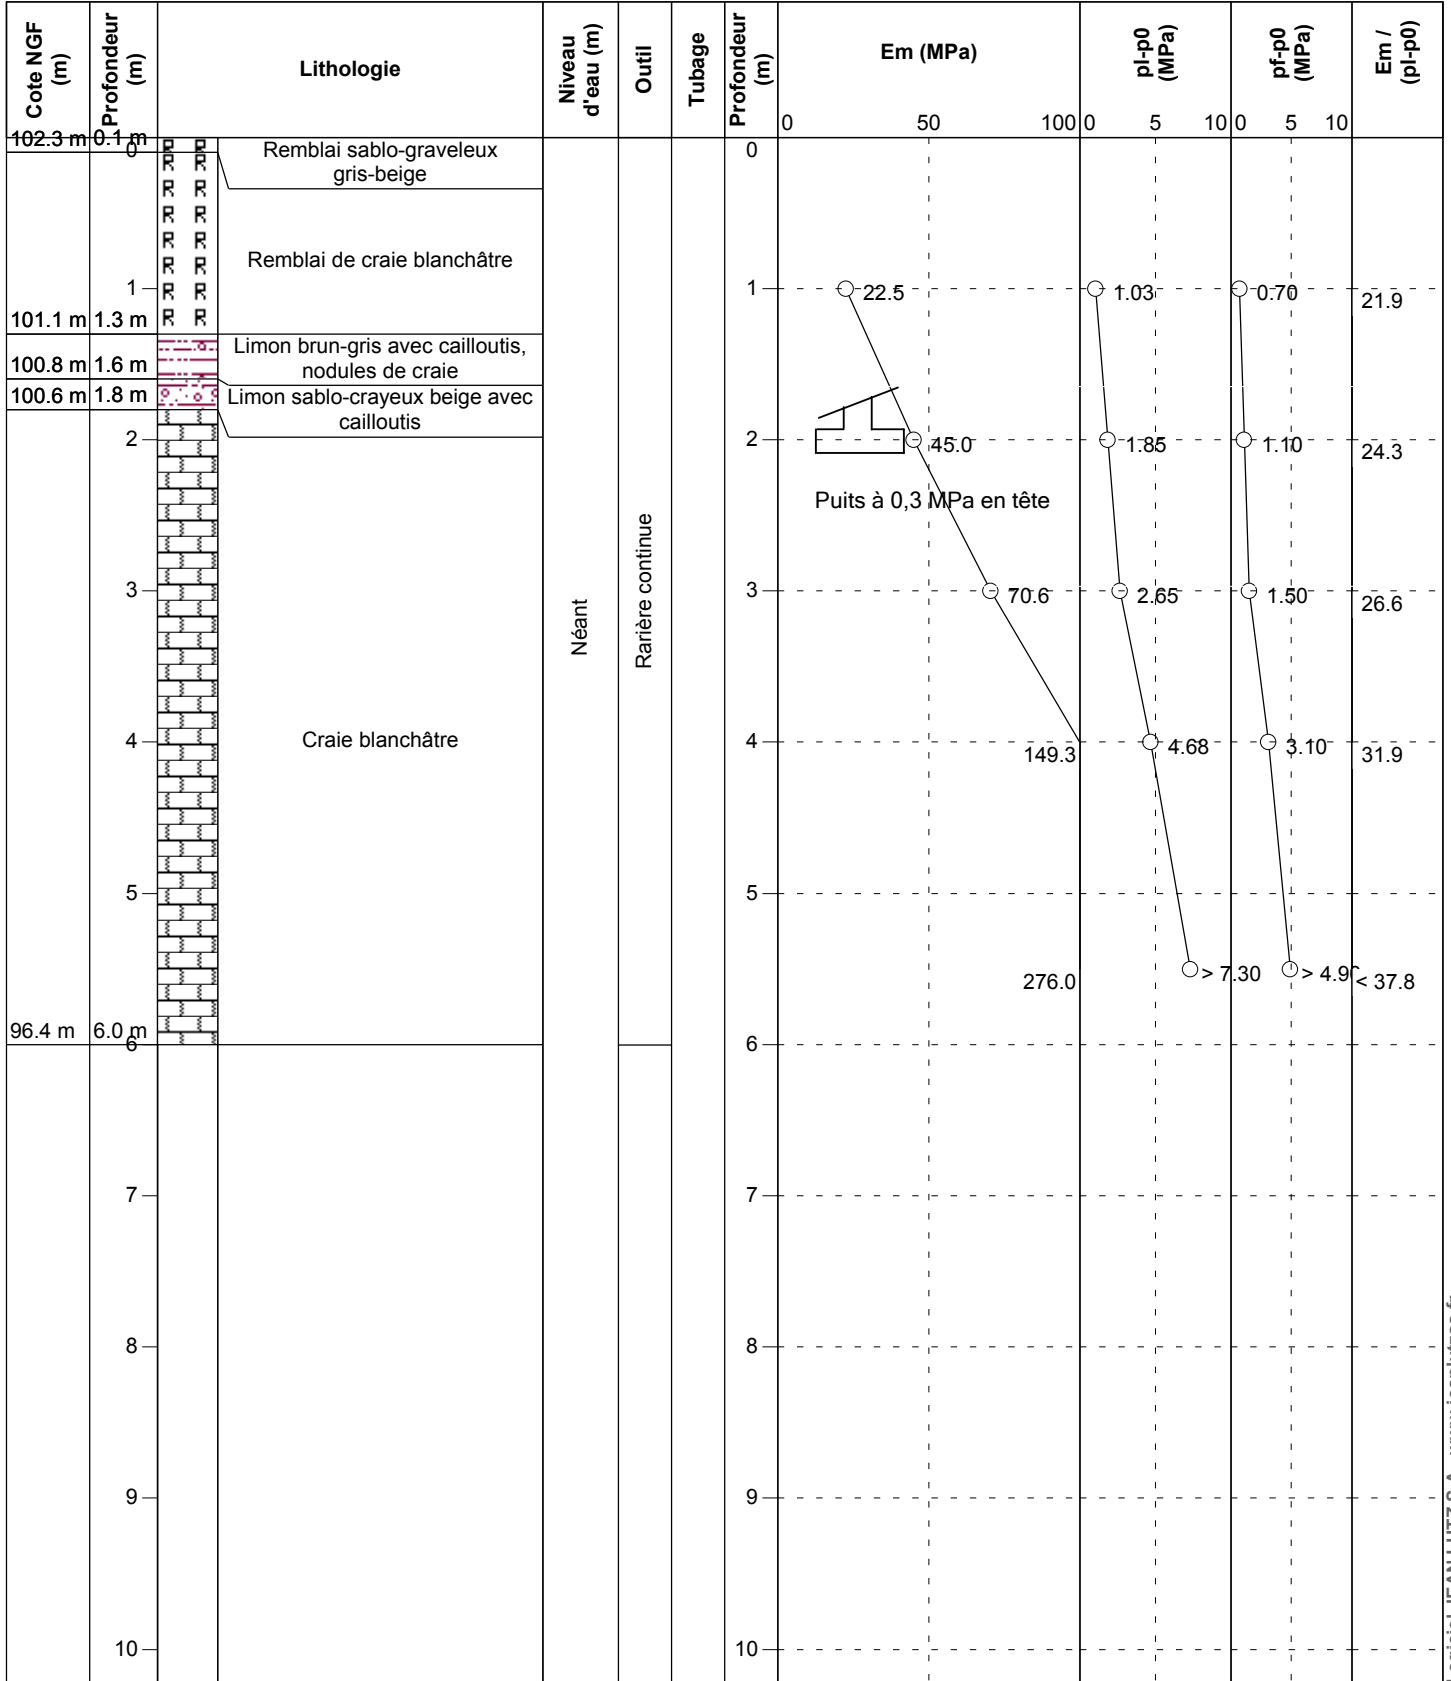 Cote NGF
(m)
Profondeur
(m)
Lithologie
Niveau
d'eau (m)
Outil
Tubage
Profondeur
(m)
Em (MPa)
pl-p0
(MPa)
pf-p0
(MPa)
Em /
(pl-p0)
0 50 100 0 5 10 0 5 10
102.3 m 0.1 m
0
Remblai sablo-graveleux
gris-beige
0
Remblai de craie blanchâtre
1
1
22.5
1.03
0.70
21.9
101.1 m 1.3 m
Limon brun-gris avec cailloutis,
nodules de craie
100.8 m 1.6 m
100.6 m 1.8 m
Limon sablo-crayeux beige avec
cailloutis
2
2
45.0
1.85
1.10
24.3
Puits à 0,3 MPa en tête
Néant
Rarière continue
3
3
70.6
2.65
1.50
26.6
4
Craie blanchâtre
4
149.3
4.68
3.10
31.9
5
5
276.0
> 7.30
> 4.9
< 37.8
96.4 m 6.0 m
6
6
7
7
8
8
9
9
10
10